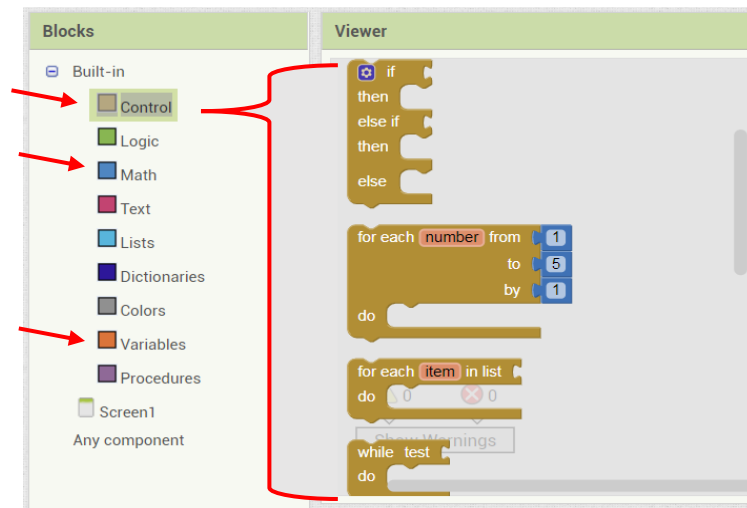 Blocks
Built-in
Control
Logic
Math
Text
Lists
Dictionaries
Colors
Variables
Procedures
Screen1
Any component
Viewer
if
then
else if
then
else
for each number from 1
to 5
by 1
do
for each item in list
do
0 0
Show Warnings
while test
do